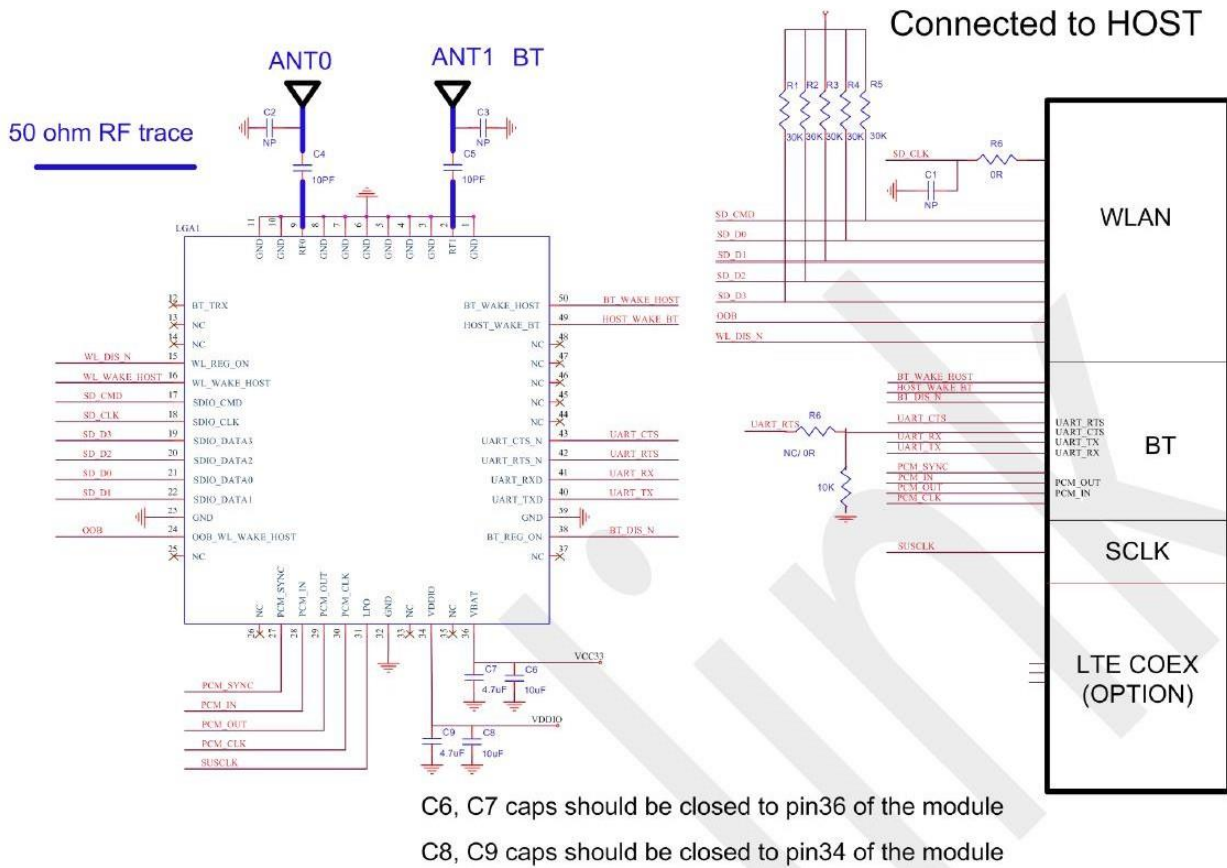 Connected to HOST
ANT0
ANT1 BT
50 ohm RF trace
C2
NP
C3
NP
C4
10PF
C5
10PF
R1
R2
R3
R4
R5
30K
30K
30K
30K
30K
SD_CLK
R6
0R
C1
NP
SD_CMD
SD_D0
SD_D1
SD_D2
SD_D3
OOB
WL_DIS_N
WLAN
LGA1
11
10
9
8
7
6
5
4
3
2
1
GND
GND
RF0
GND
GND
GND
GND
GND
GND
RF1
GND
12 BT_TRX
13 NC
14 NC
WL_DIS_N 15 WL_REG_ON
WL_WAKE_HOST 16 WL_WAKE_HOST
SD_CMD 17 SDIO_CMD
SD_CLK 18 SDIO_CLK
SD_D3 19 SDIO_DATA3
SD_D2 20 SDIO_DATA2
SD_D0 21 SDIO_DATA0
SD_D1 22 SDIO_DATA1
23 GND
OOB 24 OOB_WL_WAKE_HOST
25 NC
BT_WAKE_HOST 50 BT_WAKE_HOST
HOST_WAKE_BT 49 HOST_WAKE_BT
NC 48
NC 47
NC 46
NC 45
NC 44
UART_CTS_N 43 UART_CTS
UART_RTS_N 42 UART_RTS
UART_RXD 41 UART_RX
UART_TXD 40 UART_TX
GND 39
BT_REG_ON 38 BT_DIS_N
NC 37
NC
PCM_SYNC
PCM_IN
PCM_OUT
PCM_CLK
LPO
GND
NC
VDDIO
NC
VBAT
26
27
28
29
30
31
32
33
34
35
36
PCM_SYNC
PCM_IN
PCM_OUT
PCM_CLK
SUSCLK
VCC33
C7
4.7uF
C6
10uF
VDDIO
C9
4.7uF
C8
10uF
BT_WAKE_HOST
HOST_WAKE_BT
BT_DIS_N
UART_RTS
R6
NC/ 0R
10K
UART_CTS
UART_RX
UART_TX
PCM_SYNC
PCM_IN
PCM_OUT
PCM_CLK
UART_RTS
UART_CTS
UART_TX
UART_RX
PCM_OUT
PCM_IN
BT
SUSCLK
SCLK
LTE COEX
(OPTION)
C6, C7 caps should be closed to pin36 of the module
C8, C9 caps should be closed to pin34 of the module